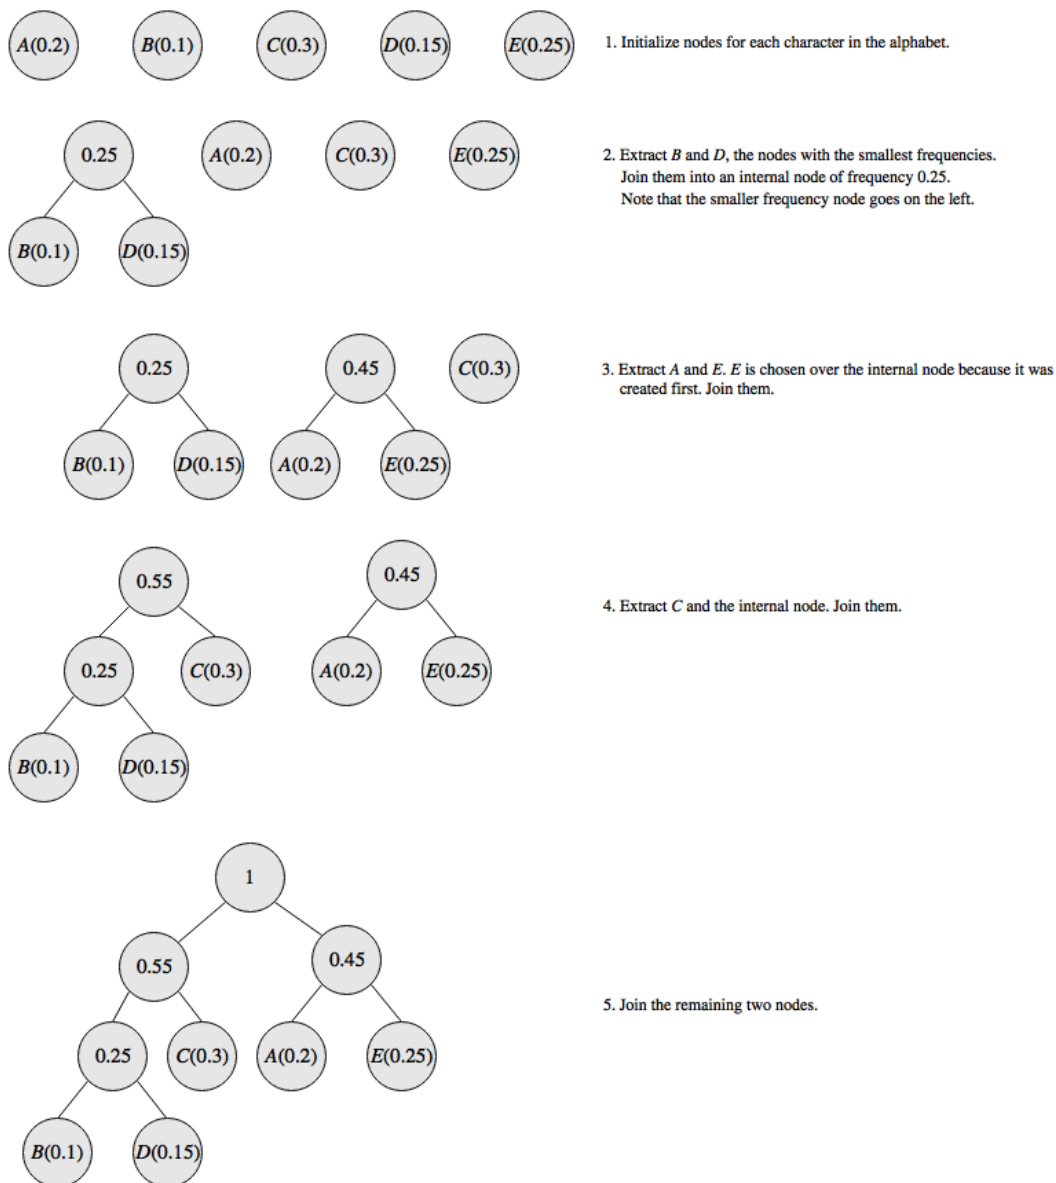 A(0.2) B(0.1) C(0.3) D(0.15) E(0.25) 1. Initialize nodes for each character in the alphabet.
0.25 A(0.2) C(0.3) E(0.25) 2. Extract B and D, the nodes with the smallest frequencies.
Join them into an internal node of frequency 0.25.
Note that the smaller frequency node goes on the left.
B(0.1) D(0.15)
0.25 0.45 C(0.3) 3. Extract A and E. E is chosen over the internal node because it was
created first. Join them.
B(0.1) D(0.15) A(0.2) E(0.25)
0.55 0.45
4. Extract C and the internal node. Join them.
0.25 C(0.3) A(0.2) E(0.25)
B(0.1) D(0.15)
1
0.55 0.45
5. Join the remaining two nodes.
0.25 C(0.3) A(0.2) E(0.25)
B(0.1) D(0.15)